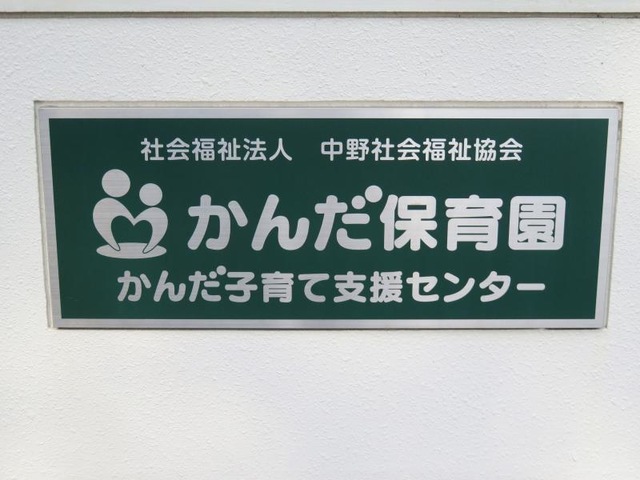 社会福祉法人　中野社会福祉協会
かんだ保育園
かんだ子育て支援センター